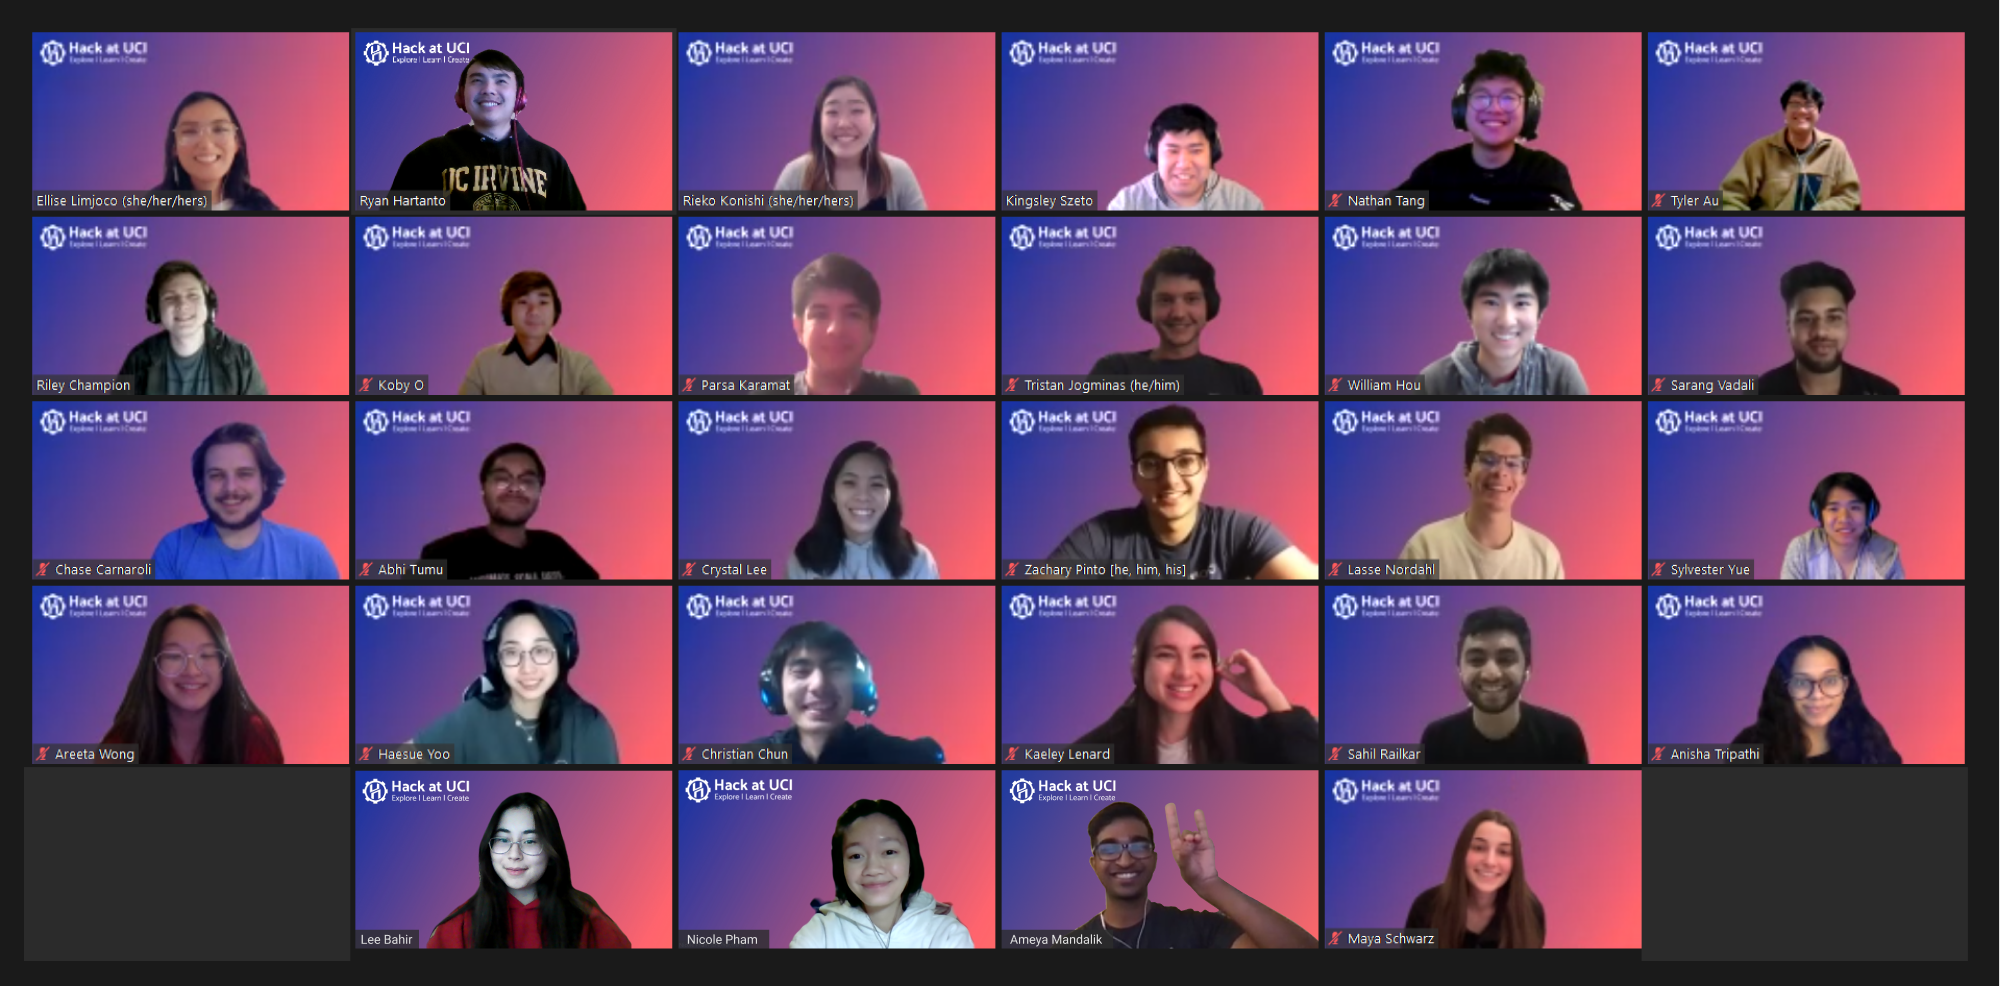 Hack at UCI
Explore | Learn | Create
Ellise Limjoco (she/her/hers)
Hack at UCI
Explore | Learn | Create
UC IRVINE
Ryan Hartanto
Hack at UCI
Explore | Learn | Create
Rieko Konishi (she/her/hers)
Hack at UCI
Explore | Learn | Create
Kingsley Szeto
Hack at UCI
Explore | Learn | Create
Nathan Tang
Hack at UCI
Explore | Learn | Create
Tyler Au
Hack at UCI
Explore | Learn | Create
Riley Champion
Hack at UCI
Explore | Learn | Create
Koby O
Hack at UCI
Explore | Learn | Create
Parsa Karamat
Hack at UCI
Explore | Learn | Create
Tristan Jogminas (he/him)
Hack at UCI
Explore | Learn | Create
William Hou
Hack at UCI
Explore | Learn | Create
Sarang Vadali
Hack at UCI
Explore | Learn | Create
Chase Carnaroli
Hack at UCI
Explore | Learn | Create
Abhi Tumu
Hack at UCI
Explore | Learn | Create
Crystal Lee
Hack at UCI
Explore | Learn | Create
Zachary Pinto [he, him, his]
Hack at UCI
Explore | Learn | Create
Lasse Nordahl
Hack at UCI
Explore | Learn | Create
Sylvester Yue
Hack at UCI
Explore | Learn | Create
Areeta Wong
Hack at UCI
Explore | Learn | Create
Haesue Yoo
Hack at UCI
Explore | Learn | Create
Christian Chun
Hack at UCI
Explore | Learn | Create
Kaeley Lenard
Hack at UCI
Explore | Learn | Create
Sahil Railkar
Hack at UCI
Explore | Learn | Create
Anisha Tripathi
Hack at UCI
Explore | Learn | Create
Lee Bahir
Hack at UCI
Explore | Learn | Create
Nicole Pham
Hack at UCI
Explore | Learn | Create
Ameya Mandalik
Hack at UCI
Explore | Learn | Create
Maya Schwarz